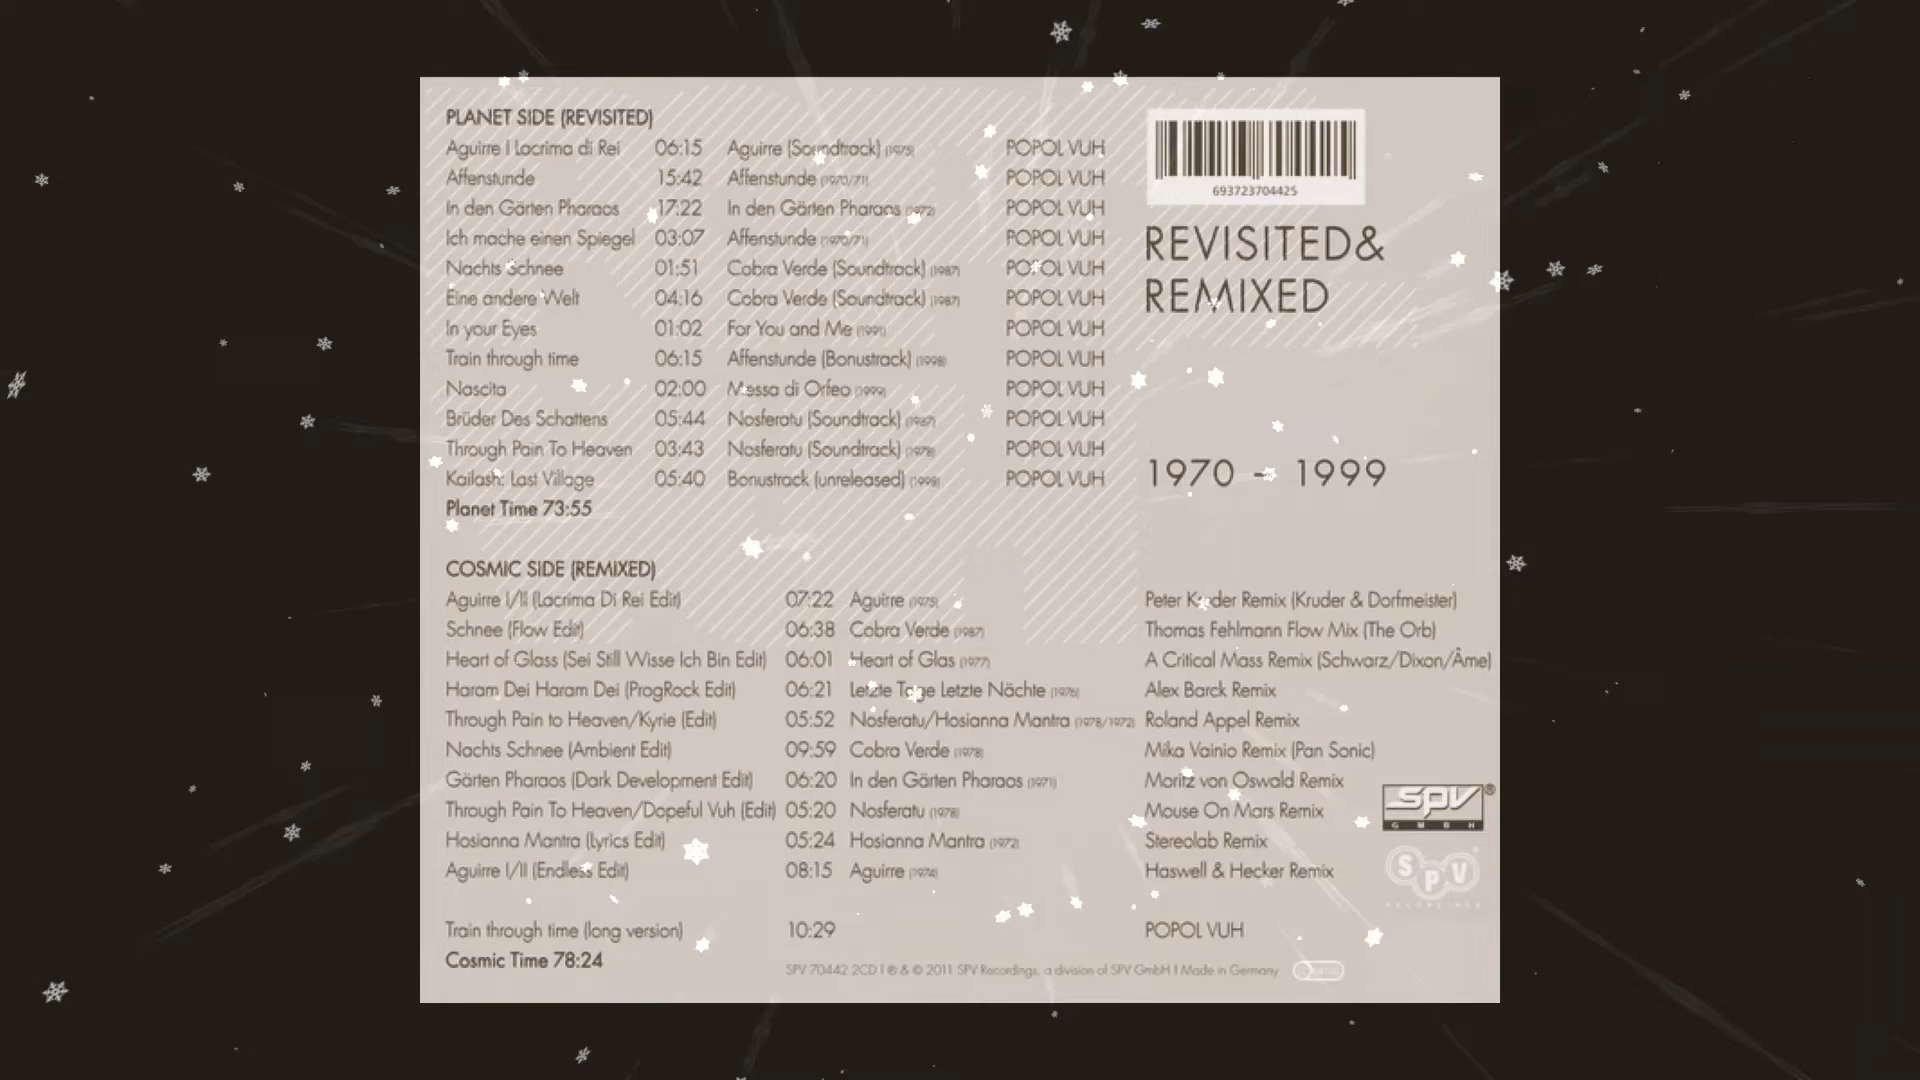 PLANET SIDE (REVISITED)
Aguirre I Lacrima di Rei 06:15 Aguirre (Soundtrack) (1975) POPOL VUH
Affenstunde 15:42 Affenstunde (1970/71) POPOL VUH
In den Gärten Pharaos 17:22 In den Gärten Pharaos (1972) POPOL VUH
Ich mache einen Spiegel 03:07 Affenstunde (1970/71) POPOL VUH
Nachts Schnee 01:51 Cobra Verde (Soundtrack) (1987) POPOL VUH
Eine andere Welt 04:16 Cobra Verde (Soundtrack) (1987) POPOL VUH
In your Eyes 01:02 For You and Me (1991) POPOL VUH
Train through time 06:15 Affenstunde (Bonustrack) (1998) POPOL VUH
Nascita 02:00 Messa di Orfeo (1999) POPOL VUH
Brüder Des Schattens 05:44 Nosferatu (Soundtrack) (1987) POPOL VUH
Through Pain To Heaven 03:43 Nosferatu (Soundtrack) (1978) POPOL VUH
Kailash: Last Village 05:40 Bonustrack (unreleased) (1998) POPOL VUH
Planet Time 73:55
693723704425
REVISITED&
REMIXED
1970 - 1999
COSMIC SIDE (REMIXED)
Aguirre I/II (Lacrima Di Rei Edit) 07:22 Aguirre (1975) Peter Kruder Remix (Kruder & Dorfmeister)
Schnee (Flow Edit) 06:38 Cobra Verde (1987) Thomas Fehlmann Flow Mix (The Orb)
Heart of Glass (Sei Still Wisse Ich Bin Edit) 06:01 Heart of Glas (1977) A Critical Mass Remix (Schwarz/Dixon/Âme)
Haram Dei Haram Dei (ProgRock Edit) 06:21 Letzte Tage Letzte Nächte (1976) Alex Barck Remix
Through Pain to Heaven/Kyrie (Edit) 05:52 Nosferatu/Hosianna Mantra (1978/1972) Roland Appel Remix
Nachts Schnee (Ambient Edit) 09:59 Cobra Verde (1978) Mika Vainio Remix (Pan Sonic)
Gärten Pharaos (Dark Development Edit) 06:20 In den Gärten Pharaos (1971) Moritz von Oswald Remix
Through Pain To Heaven/Dopeful Vuh (Edit) 05:20 Nosferatu (1978) Mouse On Mars Remix
Hosianna Mantra (Lyrics Edit) 05:24 Hosianna Mantra (1972) Stereolab Remix
Aguirre I/II (Endless Edit) 08:15 Aguirre (1974) Haswell & Hecker Remix
Train through time (long version) 10:29 POPOL VUH
Cosmic Time 78:24
spv ®
GMBH
SPV
RECORDINGS
SPV 70442 2CD I ℗ & © 2011 SPV Recordings, a division of SPV GmbH I Made in Germany